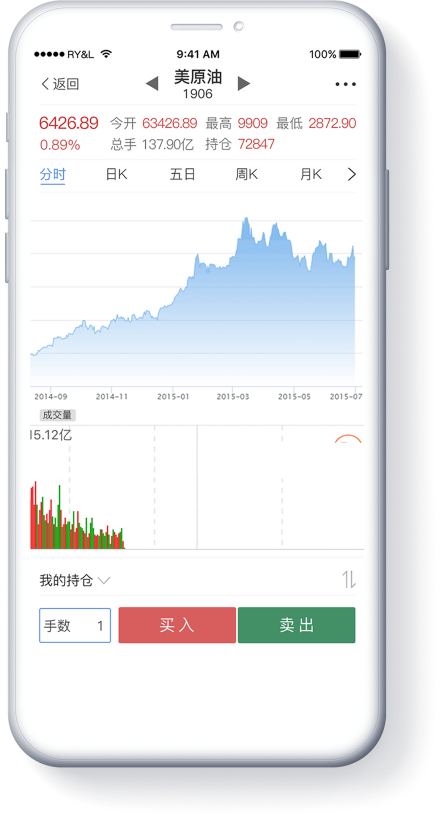 RY&L 9:41 AM 100%
返回 美原油
1906
6426.89 今开 63426.89 最高 9909 最低 2872.90
0.89% 总手 137.90亿 持仓 72847
分时 日K 五日 周K 月K
2014-09 2014-11 2015-01 2015-03 2015-05 2015-07
成交量
15.12亿
我的持仓
手数 1 买入 卖出